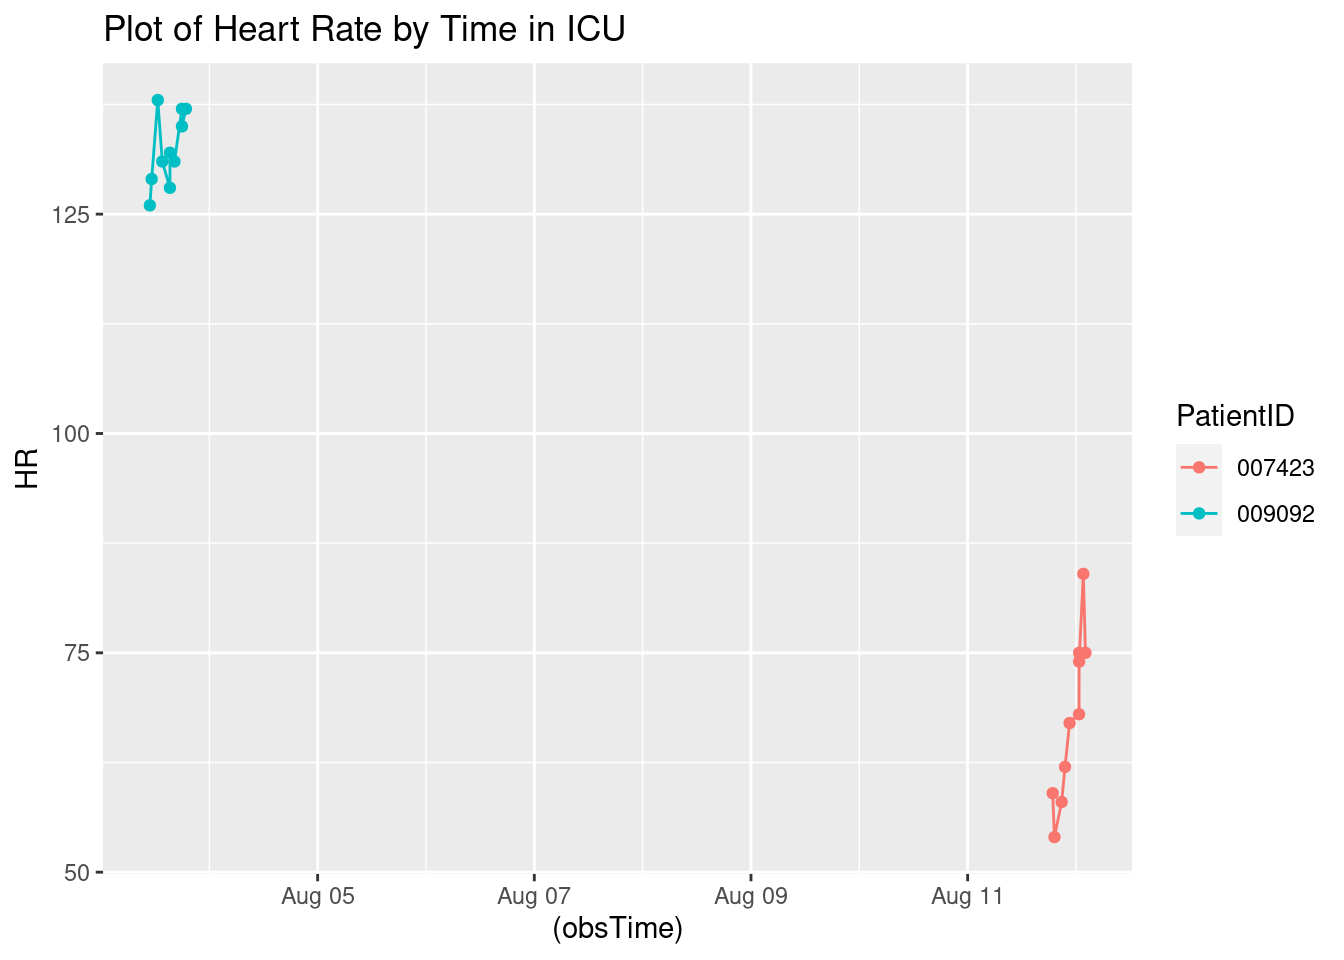 Plot of Heart Rate by Time in ICU
125
100
75
50
HR
Aug 05 Aug 07 Aug 09 Aug 11
(obsTime)
PatientID
007423
009092